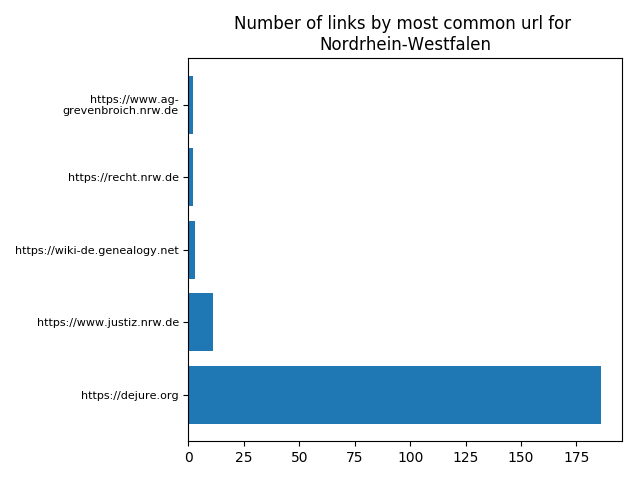 Number of links by most common url for
Nordrhein-Westfalen
https://www.ag-
grevenbroich.nrw.de
https://recht.nrw.de
https://wiki-de.genealogy.net
https://www.justiz.nrw.de
https://dejure.org
0 25 50 75 100 125 150 175